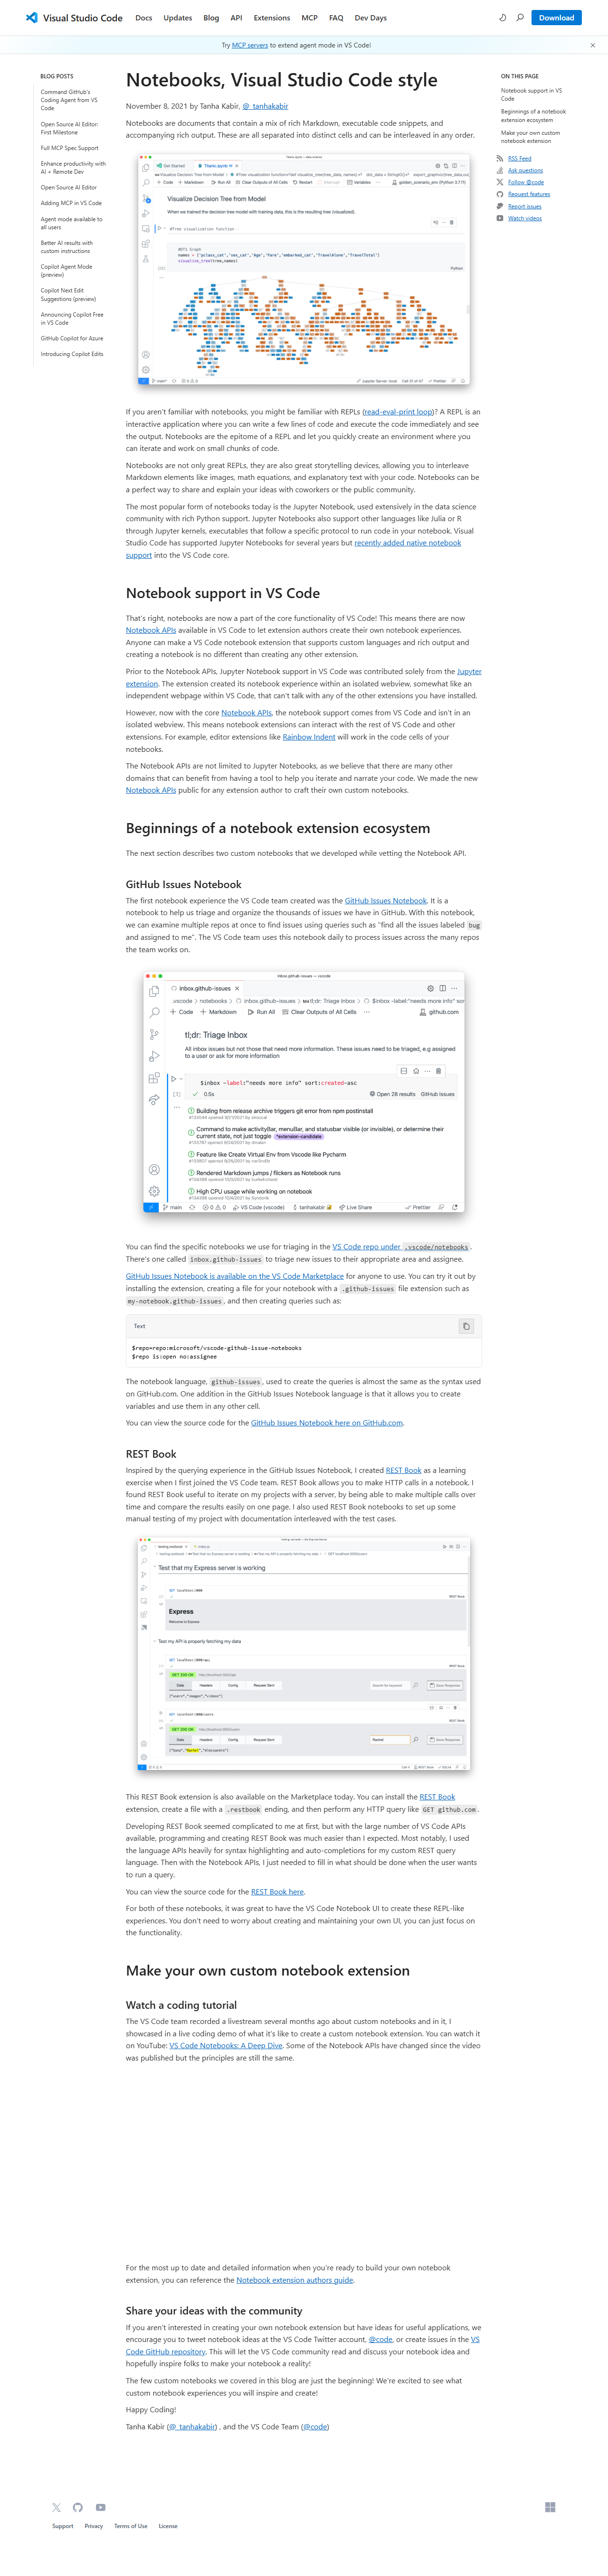 Visual Studio Code Docs Updates Blog API Extensions MCP FAQ Dev Days Download
Try MCP servers to extend agent mode in VS Code!
BLOG POSTS
Command GitHub's
Coding Agent from VS
Code
Open Source AI Editor:
First Milestone
Full MCP Spec Support
Enhance productivity with
AI + Remote Dev
Open Source AI Editor
Adding MCP in VS Code
Agent mode available to
all users
Better AI results with
custom instructions
Copilot Agent Mode
(preview)
Copilot Next Edit
Suggestions (preview)
Announcing Copilot Free
in VS Code
GitHub Copilot for Azure
Introducing Copilot Edits
Notebooks, Visual Studio Code style
November 8, 2021 by Tanha Kabir, @_tanhakabir
Notebooks are documents that contain a mix of rich Markdown, executable code snippets, and
accompanying rich output. These are all separated into distinct cells and can be interleaved in any order.
Visualize Decision Tree from Model
When we trained the decision tree model using sklearn, we can visualize the tree to understand how the model is making its decisions.
If you aren't familiar with notebooks, you might be familiar with REPLs (read-eval-print loop)? A REPL is an
interactive application where you can write a few lines of code and execute the code immediately and see
the output. Notebooks are the epitome of a REPL and let you quickly create an environment where you
can iterate and work in small chunks of code.
Notebooks are not only great REPLs, they are also great storytelling devices, allowing you to interleave
Markdown elements like images, math equations, and explanatory text with your code. Notebooks can be
a perfect way to share and explain your ideas with coworkers or the public community.
The most popular form of notebooks today is the Jupyter Notebook, used extensively in the data science
community with rich Python support. Jupyter Notebooks also support other languages like Julia or R
through Jupyter kernels, executables that follow a specific protocol to run code in your notebook. Visual
Studio Code has supported Jupyter Notebooks for several years but recently added native notebook
support into the VS Code core.
Notebook support in VS Code
That's right, notebooks are now a part of the core functionality of VS Code! This means there are now
Notebook APIs available in VS Code to let extension authors create their own notebook experiences.
Anyone can make a VS Code notebook extension that supports custom languages and rich output and
creating a notebook is no different than creating any other extension.
Prior to the Notebook APIs, Jupyter Notebook support in VS Code was contributed solely from the Jupyter
extension. The extension created its notebook experience within an isolated webview, somewhat like an
independent webpage within VS Code, that can't talk with any of the other extensions you have installed.
However, now with the core Notebook APIs, the notebook support comes from VS Code and isn't in an
isolated webview. This means notebook extensions can interact with the rest of VS Code and other
extensions. For example, editor extensions like Rainbow Indent will work in the code cells of your
notebooks.
The Notebook APIs are not limited to Jupyter Notebooks, as we believe that there are many other
domains that can benefit from having a tool to help you iterate and narrate your code. We made the new
Notebook APIs public for any extension author to craft their own custom notebooks.
Beginnings of a notebook extension ecosystem
The next section describes two custom notebooks that we developed while vetting the Notebook API.
GitHub Issues Notebook
The first notebook experience the VS Code team created was the GitHub Issues Notebook. It is a
notebook to help us triage and organize the thousands of issues we have in GitHub. With this notebook,
we can examine multiple repos at once to find issues using queries such as "find all the issues labeled bug
and assigned to me". The VS Code team uses this notebook daily to process issues across the many repos
the team works on.
inbox.github-issues — vscode
inbox.github-issues
.vscode > notebooks > inbox.github-issues > tl;dr: Triage Inbox > $inbox -label:"needs more info" sor
+ Code + Markdown Run All Clear Outputs of All Cells github.com
tl;dr: Triage Inbox
All inbox issues but not those that need more information. These issues need to be triaged, e.g assigned
to a user or ask for more information
$inbox -label:"needs more info" sort:created-asc
[3] 0.5s Open 28 results GitHub Issues
Building from release archive triggers git error from npm postinstall
Command to make activityBar, menuBar, and statusbar visible (or invisible), or determine their
current state, not just toggle *extension-candidate
Feature like Create Virtual Env from Vscode like Pycharm
Rendered Markdown jumps / flickers as Notebook runs
High CPU usage while working on notebook
main 0 0 VS Code (vscode) tanhakabir Live Share Prettier
You can find the specific notebooks we use for triaging in the VS Code repo under .vscode/notebooks.
There's one called inbox.github-issues to triage new issues to their appropriate area and assignee.
GitHub Issues Notebook is available on the VS Code Marketplace for anyone to use. You can try it out by
installing the extension, creating a file for your notebook with a .github-issues file extension such as
my-notebook.github-issues, and then creating queries such as:
Text
$repo=repo:microsoft/vscode-github-issue-notebooks
$repo is:open no:assignee
The notebook language, github-issues, used to create the queries is almost the same as the syntax used
on GitHub.com. One addition in the GitHub Issues Notebook language is that it allows you to create
variables and use them in any other cell.
You can view the source code for the GitHub Issues Notebook here on GitHub.com.
REST Book
Inspired by the querying experience in the GitHub Issues Notebook, I created REST Book as a learning
exercise when I first joined the VS Code team. REST Book allows you to make HTTP calls in a notebook. I
found REST Book useful to iterate on my projects with a server, by being able to make multiple calls over
time and compare the results easily on one page. I also used REST Book notebooks to set up some
manual testing of my project with documentation interleaved with the test cases.
Test that my Express server is working
Express
Welcome to Express
Test my API is properly fetching my data
This REST Book extension is also available on the Marketplace today. You can install the REST Book
extension, create a file with a .restbook ending, and then perform any HTTP query like GET github.com.
Developing REST Book seemed complicated to me at first, but with the large number of VS Code APIs
available, programming and creating REST Book was much easier than I expected. Most notably, I used
the language APIs heavily for syntax highlighting and auto-completions for my custom REST query
language. Then with the Notebook APIs, I just needed to fill in what should be done when the user wants
to run a query.
You can view the source code for the REST Book here.
For both of these notebooks, it was great to have the VS Code Notebook UI to create these REPL-like
experiences. You don't need to worry about creating and maintaining your own UI, you can just focus on
the functionality.
Make your own custom notebook extension
Watch a coding tutorial
The VS Code team recorded a livestream several months ago about custom notebooks and in it, I
showcased in a live coding demo of what it's like to create a custom notebook extension. You can watch it
on YouTube: VS Code Notebooks: A Deep Dive. Some of the Notebook APIs have changed since the video
was published but the principles are still the same.
For the most up to date and detailed information when you're ready to build your own notebook
extension, you can reference the Notebook extension authors guide.
Share your ideas with the community
If you aren't interested in creating your own notebook extension but have ideas for useful applications, we
encourage you to tweet notebook ideas at the VS Code Twitter account, @code, or create issues in the VS
Code GitHub repository. This will let the VS Code community read and discuss your notebook idea and
hopefully inspire folks to make your notebook a reality!
The few custom notebooks we covered in this blog are just the beginning! We're excited to see what
custom notebook experiences you will inspire and create!
Happy Coding!
Tanha Kabir (@_tanhakabir) , and the VS Code Team (@code)
ON THIS PAGE
Notebook support in VS
Code
Beginnings of a notebook
extension ecosystem
Make your own custom
notebook extension
RSS Feed
Ask questions
Follow @code
Request features
Report issues
Watch videos
Support Privacy Terms of Use License